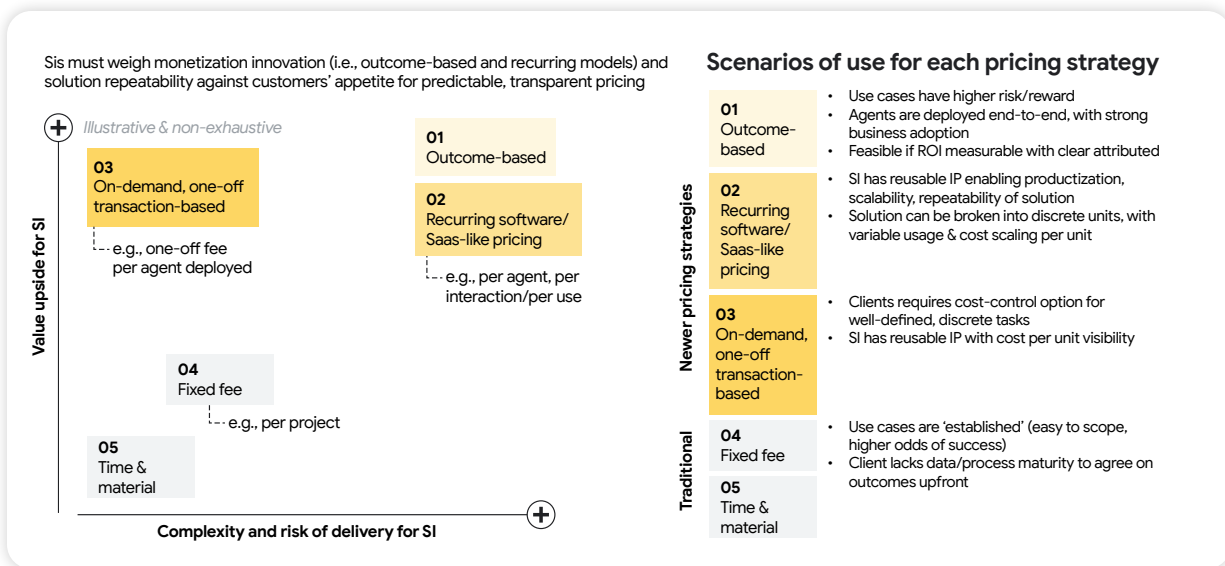 Sis must weigh monetization innovation (i.e., outcome-based and recurring models) and
solution repeatability against customers' appetite for predictable, transparent pricing
Illustrative & non-exhaustive
Value upside for SI
03
On-demand, one-off
transaction-based
e.g., one-off fee
per agent deployed
01
Outcome-based
02
Recurring software/
Saas-like pricing
e.g., per agent, per
interaction/per use
04
Fixed fee
e.g., per project
05
Time &
material
Complexity and risk of delivery for SI
Scenarios of use for each pricing strategy
Newer pricing strategies
01
Outcome-
based
• Use cases have higher risk/reward
• Agents are deployed end-to-end, with strong
business adoption
• Feasible if ROI measurable with clear attributed
02
Recurring
software/
Saas-like
pricing
• SI has reusable IP enabling productization,
scalability, repeatability of solution
• Solution can be broken into discrete units, with
variable usage & cost scaling per unit
03
On-demand,
one-off
transaction-
based
• Clients requires cost-control option for
well-defined, discrete tasks
• SI has reusable IP with cost per unit visibility
Traditional
04
Fixed fee
05
Time &
material
• Use cases are 'established' (easy to scope,
higher odds of success)
• Client lacks data/process maturity to agree on
outcomes upfront